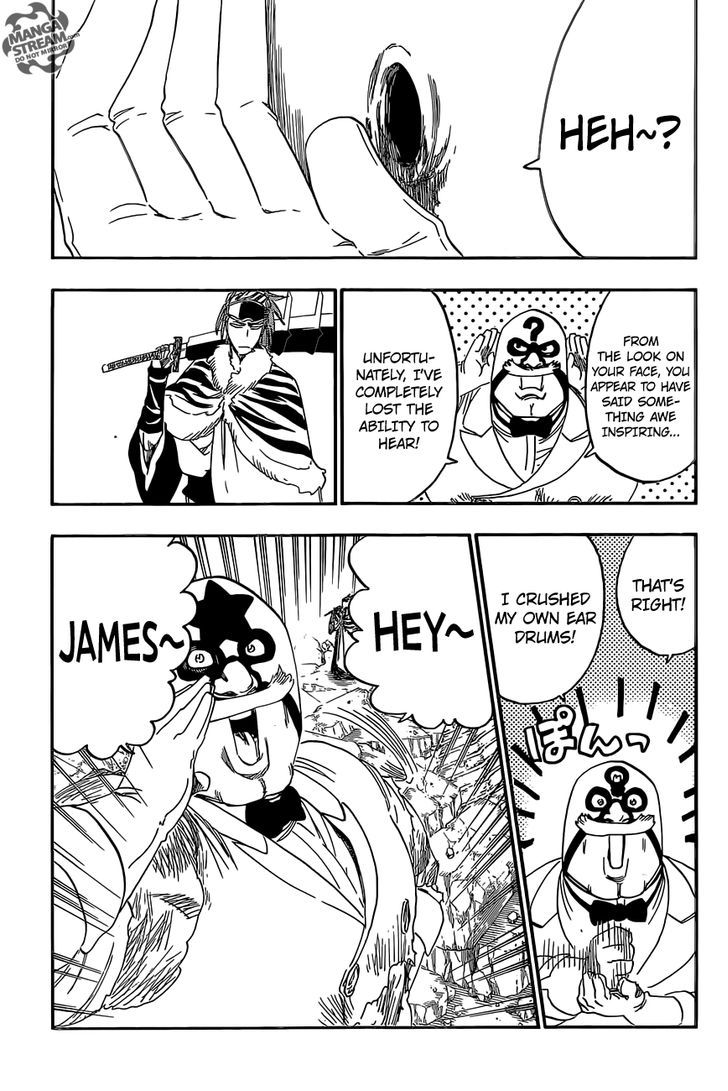 MANGA
STREAM.com
DO NOT MIRROR
HEH~?
FROM
THE LOOK ON
YOUR FACE, YOU
APPEAR TO HAVE
SAID SOME-
THING AWE
INSPIRING...
?
UNFORTU-
NATELY, I'VE
COMPLETELY
LOST THE
ABILITY TO
HEAR!
THAT'S
RIGHT!
I CRUSHED
MY OWN EAR
DRUMS!
ぽんっ
M
HEY~
JAMES~